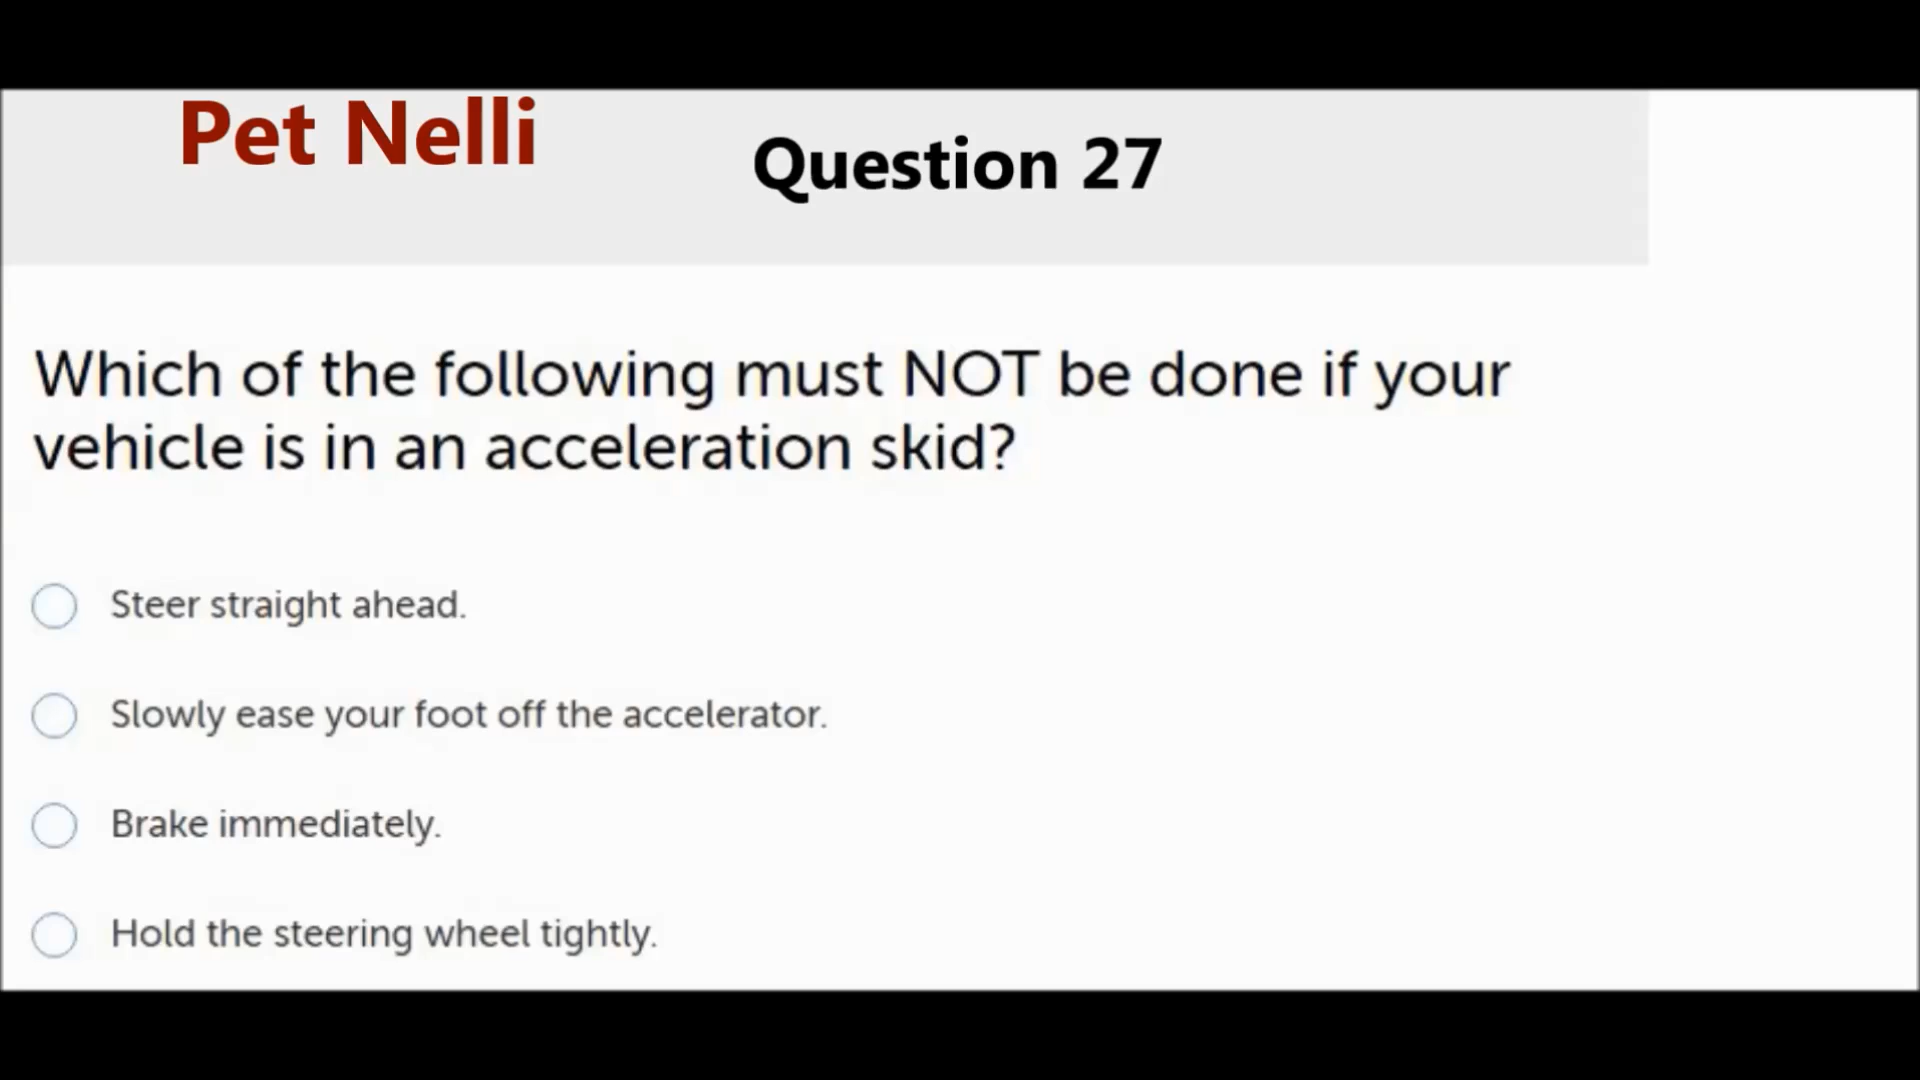 Pet Nelli
Question 27
Which of the following must NOT be done if your
vehicle is in an acceleration skid?
Steer straight ahead.
Slowly ease your foot off the accelerator.
Brake immediately.
Hold the steering wheel tightly.